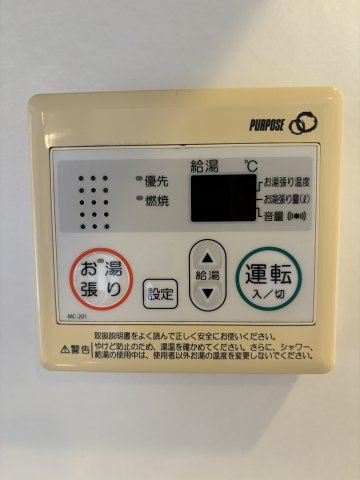 PURPOSE
給湯 ℃
優先
燃焼
お湯張り温度
お湯張り量(ℓ)
音量
お湯
張り
設定
給湯
運転
入/切
MC-201
取扱説明書をよく読んで正しく安全にお使いください。
⚠警告 やけど防止のため、湯温を確かめてください。さらに、シャワー、
給湯の使用中は、使用者以外お湯の温度を変更しないでください。